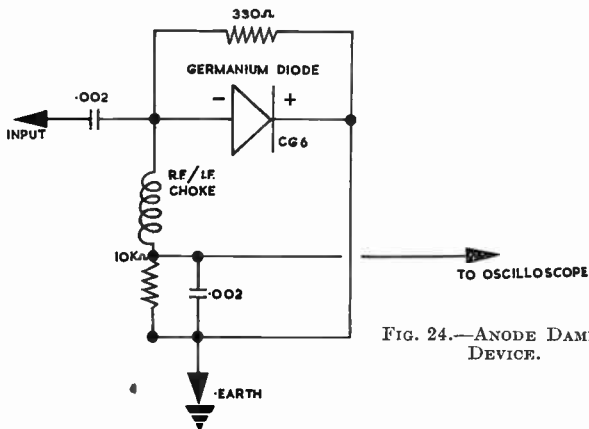 330Ω
GERMANIUM DIODE
·002
- +
INPUT
CG6
R.F./I.F.
CHOKE
10KΩ
TO OSCILLOSCOPE
·002
FIG. 24.—ANODE DAM
DEVICE.
·EARTH